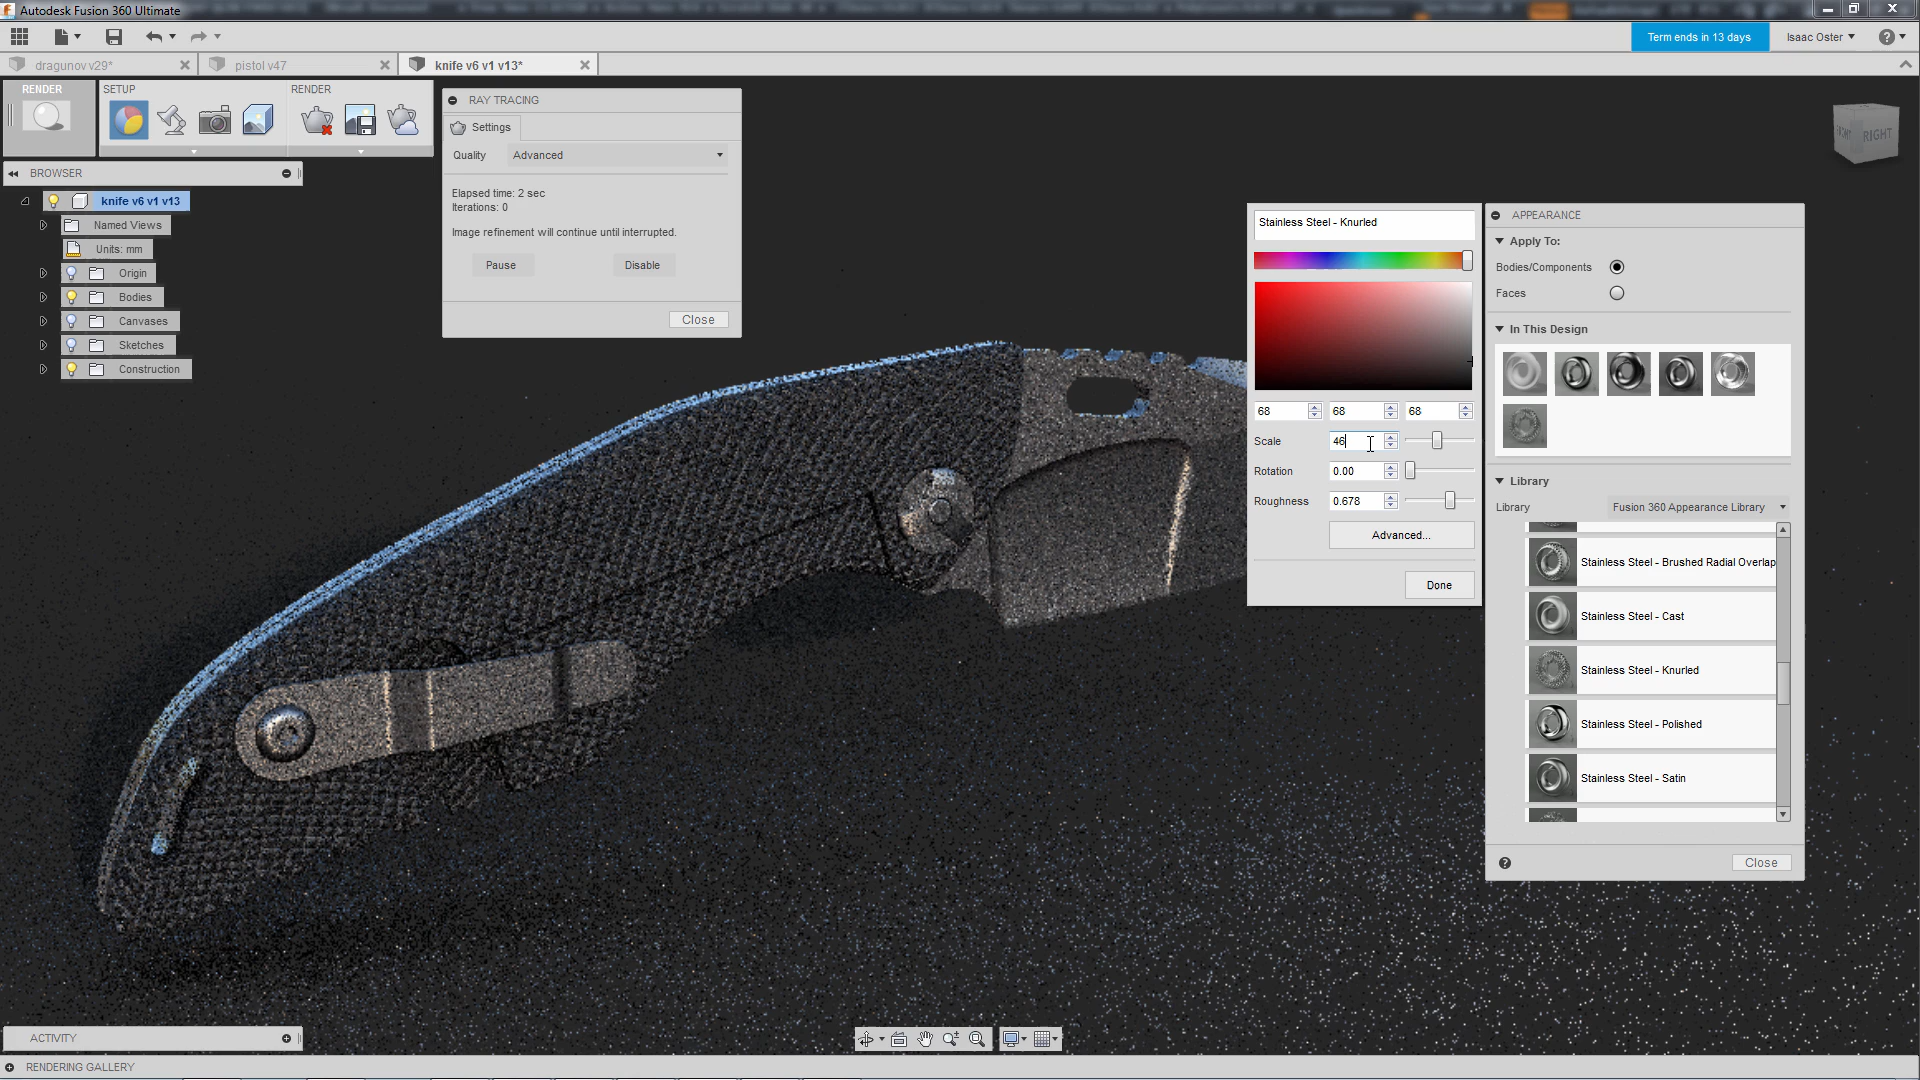 Autodesk Fusion 360 Ultimate
Term ends in 13 days
Isaac Oster
dragunov v29*
pistol v47
knife v6 v1 v13*
RENDER
SETUP
RENDER
BROWSER
knife v6 v1 v13
Named Views
Units: mm
Origin
Bodies
Canvases
Sketches
Construction
RAY TRACING
Settings
Quality
Advanced
Elapsed time: 2 sec
Iterations: 0
Image refinement will continue until interrupted.
Pause
Disable
Close
RIGHT
Stainless Steel - Knurled
68
68
68
Scale
46
Rotation
0.00
Roughness
0.678
Advanced...
Done
APPEARANCE
Apply To:
Bodies/Components
Faces
In This Design
Library
Library
Fusion 360 Appearance Library
Stainless Steel - Brushed Radial Overlap
Stainless Steel - Cast
Stainless Steel - Knurled
Stainless Steel - Polished
Stainless Steel - Satin
Close
ACTIVITY
RENDERING GALLERY